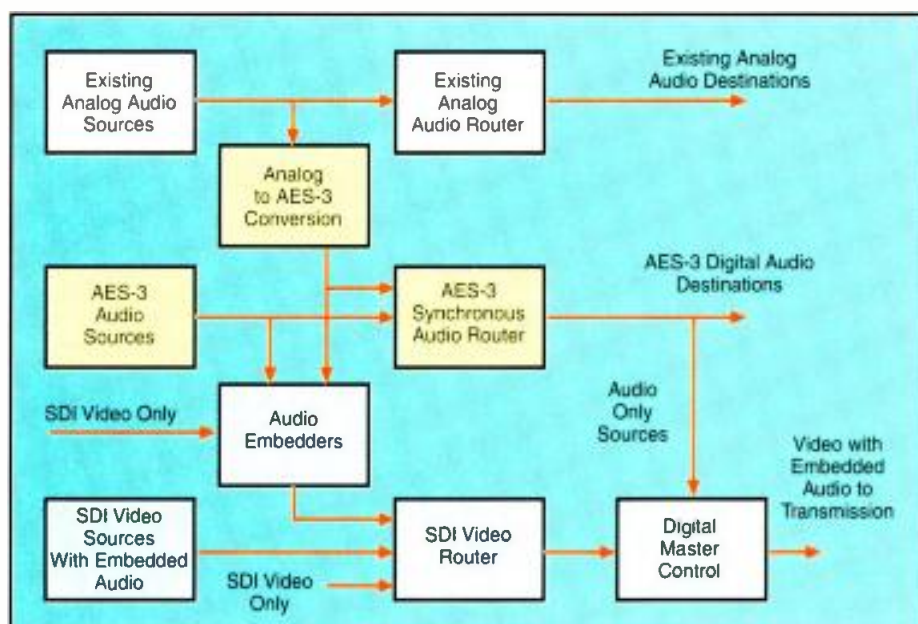 Existing
Analog Audio
Sources
Existing
Analog
Audio Router
Existing Analog
Audio Destinations
Analog
to AES-3
Conversion
AES-3
Audio
Sources
AES-3
Synchronous
Audio Router
AES-3 Digital Audio
Destinations
SDI Video Only
Audio
Embedders
Audio
Only
Sources
Video with
Embedded
Audio to
Transmission
SDI Video
Sources
With Embedded
Audio
SDI Video
Only
SDI Video
Router
Digital
Master
Control